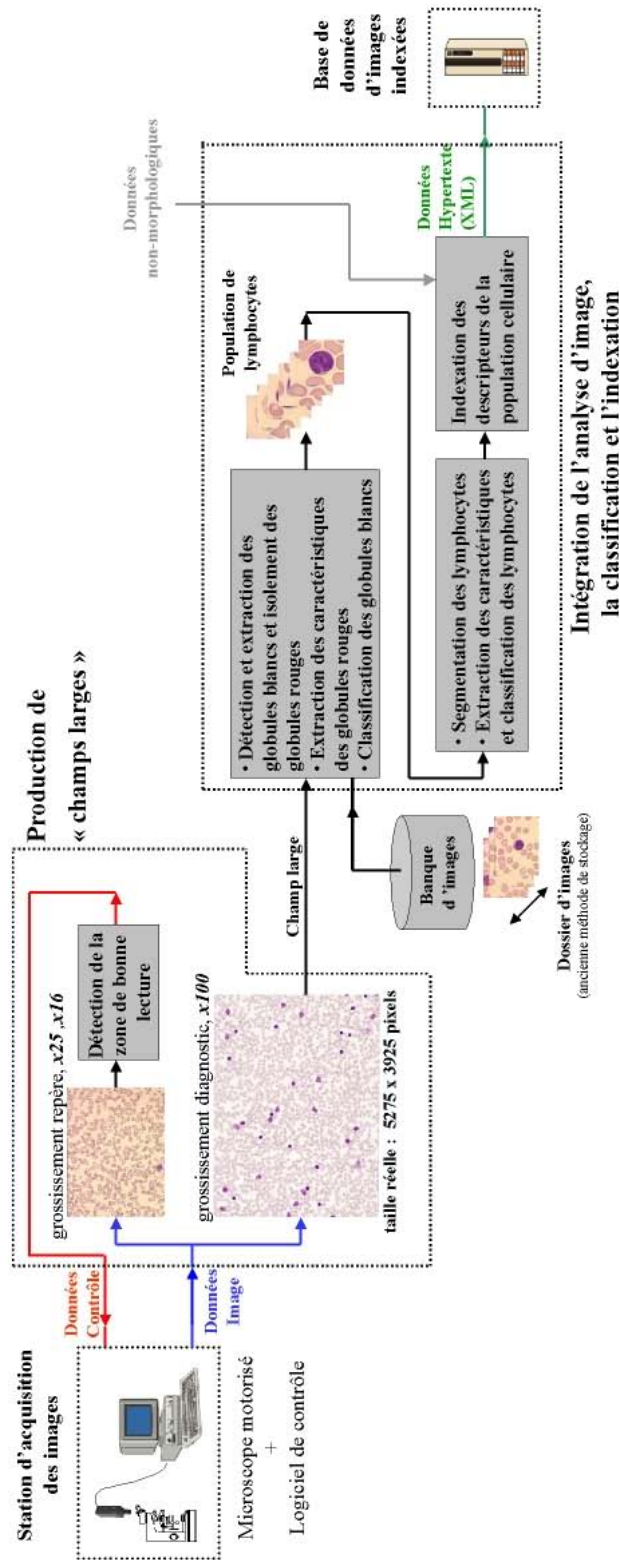 Station d'acquisition
des images
Microscope motorisé
+
Logiciel de contrôle
Données
Contrôle
Données
Image
Production de
« champs larges »
grossissement repère, x25 ,x16
Détection de la
zone de bonne
lecture
grossissement diagnostic, x100
taille réelle : 5275 x 3925 pixels
Champ large
Banque
d 'images
Dossier d'images
(ancienne méthode de stockage)
• Détection et extraction des
globules blancs et isolement des
globules rouges
• Extraction des caractéristiques
des globules rouges
• Classification des globules blancs
Population de
lymphocytes
• Segmentation des lymphocytes
• Extraction des caractéristiques
et classification des lymphocytes
Données
non-morphologiques
Indexation des
descripteurs de la
population cellulaire
Données
Hypertexte
(XML)
Intégration de l'analyse d'image,
la classification et l'indexation
Base de
données
d'images
indexées